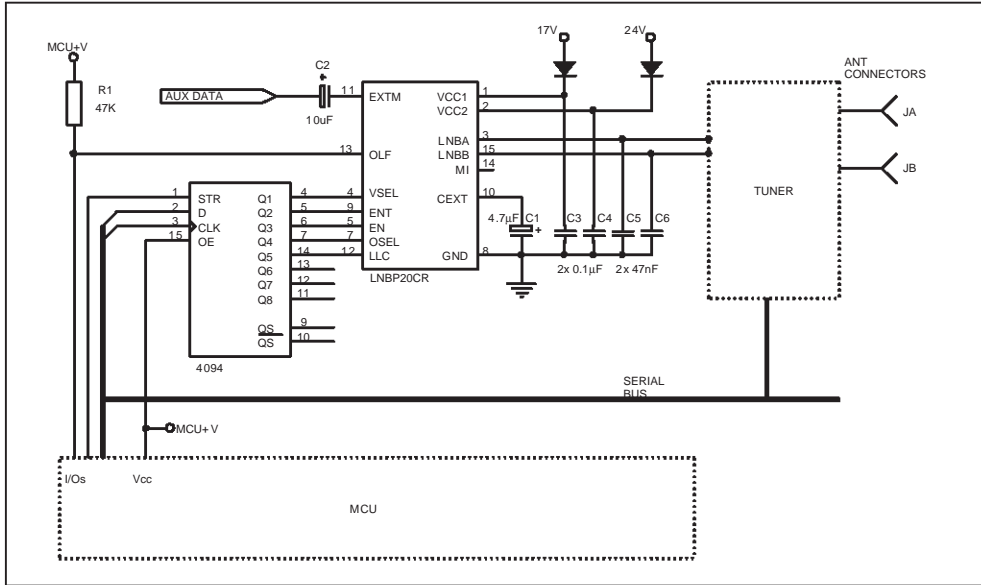 17V
24V
MCU+V
ANT
CONNECTORS
C2
R1
47K
AUX DATA
10uF
11
EXTM
VCC1
1
VCC2
2
JA
LNBA
3
13
OLF
LNBB
15
MI
14
JB
TUNER
1
STR
Q1
4
4
VSEL
CEXT
10
2
D
Q2
5
9
ENT
4.7µF
C1
+
C3
C4
C5
C6
3
CLK
Q3
6
5
EN
15
OE
Q4
7
7
OSEL
Q5
14
12
LLC
GND
8
Q6
13
2x 0.1µF
2x 47nF
Q7
12
LNBP20CR
Q8
11
QS
9
QS
10
4094
SERIAL
BUS
MCU+V
I/Os
Vcc
MCU